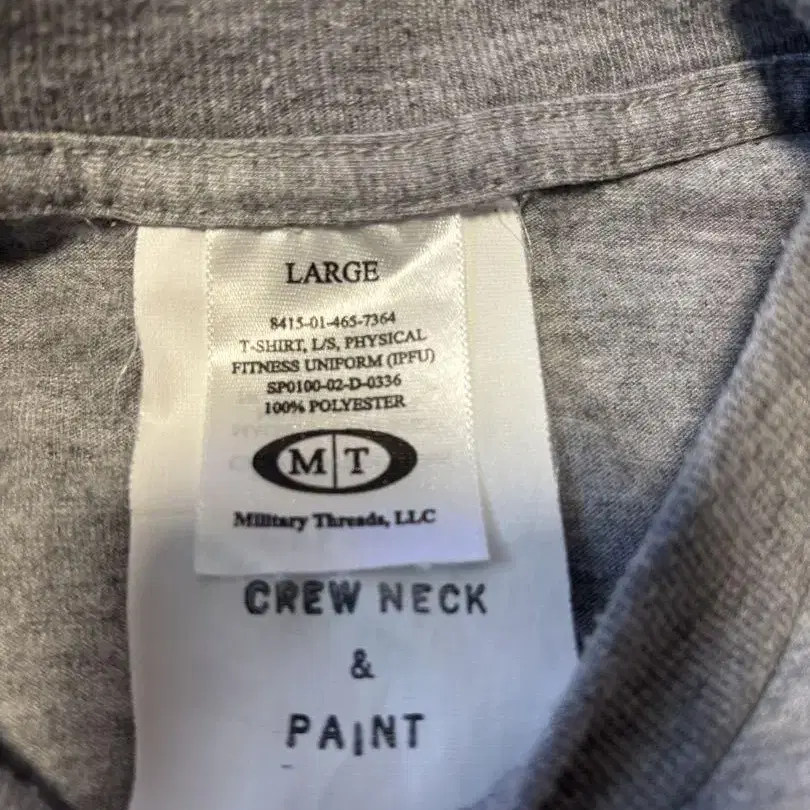 LARGE
8415-01-465-7364
T-SHIRT, L/S, PHYSICAL
FITNESS UNIFORM (IPFU)
SP0100-02-D-0336
100% POLYESTER
M T
Military Threads, LLC
CREW NECK
&
PAINT